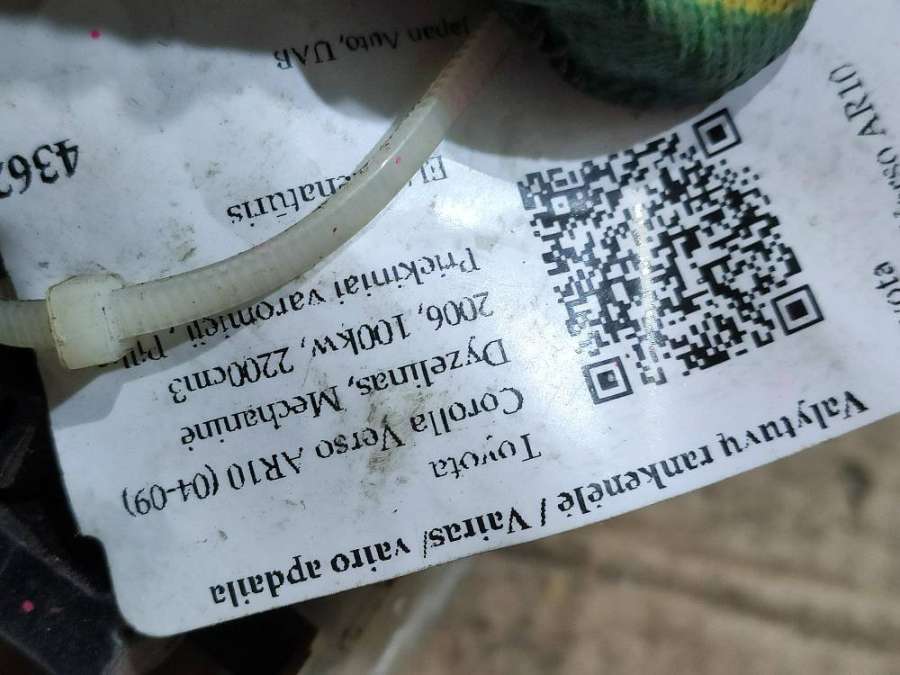 Valytuvų rankenėlė / Vairas/ vairo apdaila
Toyota
Corolla Verso AR10 (04-09)
Dyzelinas, Mechaninė
2006, 100kw, 2200cm3
Priekiniai varomieji,
Japan Auto, UAB
AR10